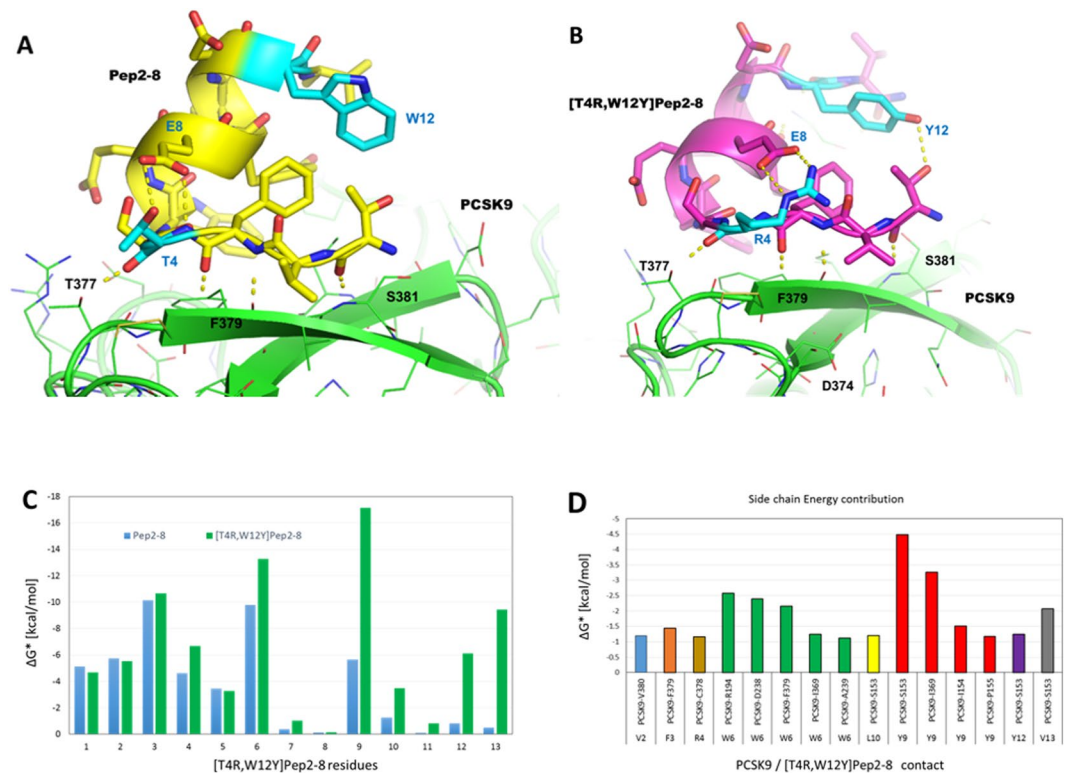 A
Pep2-8
E8
W12
T4
PCSK9
T377
S381
F379
B
[T4R,W12Y]Pep2-8
E8
Y12
R4
T377
S381
F379
PCSK9
D374
C
-18
-16
-14
-12
-10
-8
-6
-4
-2
0
ΔG* [kcal/mol]
Pep2-8 [T4R,W12Y]Pep2-8
1 2 3 4 5 6 7 8 9 10 11 12 13
[T4R,W12Y]Pep2-8 residues
D
Side chain Energy contribution
-5
-4.5
-4
-3.5
-3
-2.5
-2
-1.5
-1
-0.5
0
ΔG* [kcal/mol]
PCSK9-V380
PCSK9-F379
PCSK9-C378
PCSK9-R194
PCSK9-D238
PCSK9-F379
PCSK9-I369
PCSK9-A239
PCSK9-S153
PCSK9-S153
PCSK9-I369
PCSK9-I154
PCSK9-P155
PCSK9-S153
PCSK9-S153
V2 F3 R4 W6 W6 W6 W6 W6 L10 Y9 Y9 Y9 Y9 Y12 V13
PCSK9 / [T4R,W12Y]Pep2-8 contact